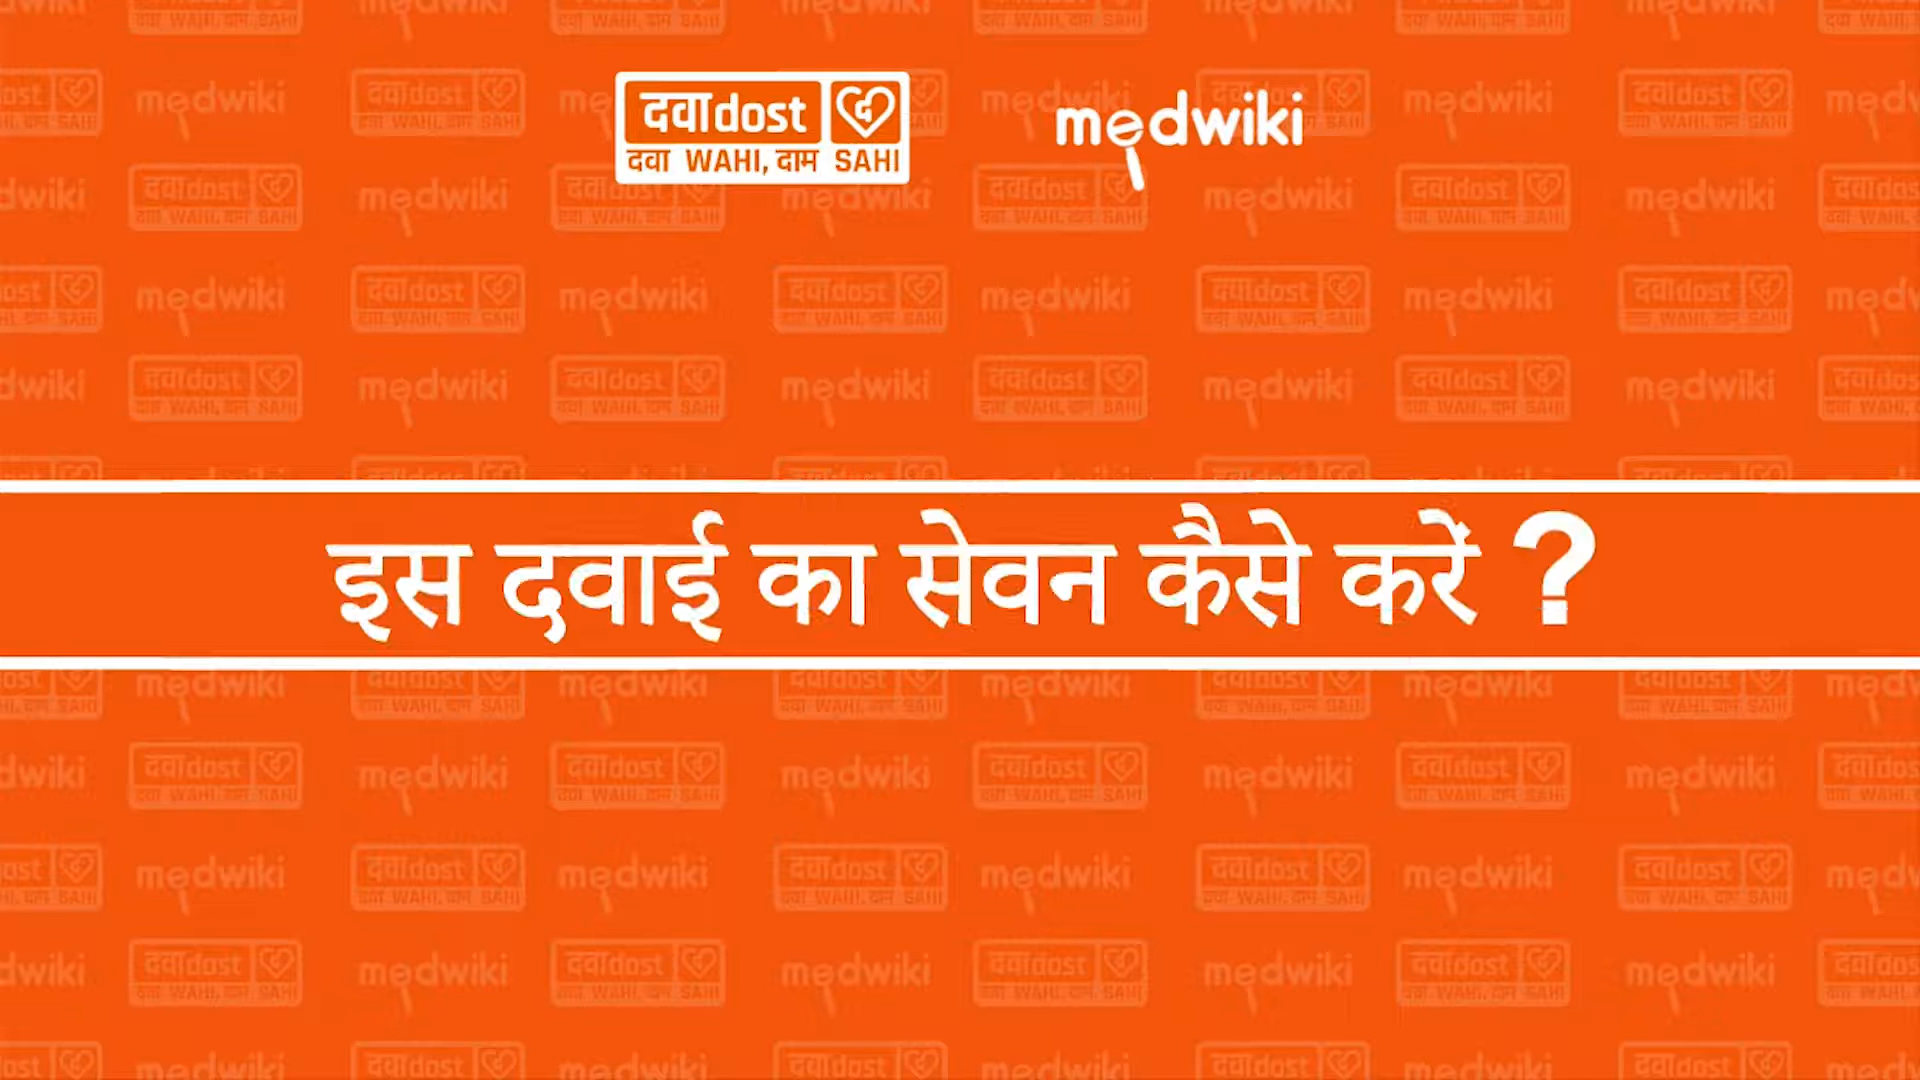 दवाdost
दवा WAHI, दाम SAHI
medwiki
इस दवाई का सेवन कैसे करें ?